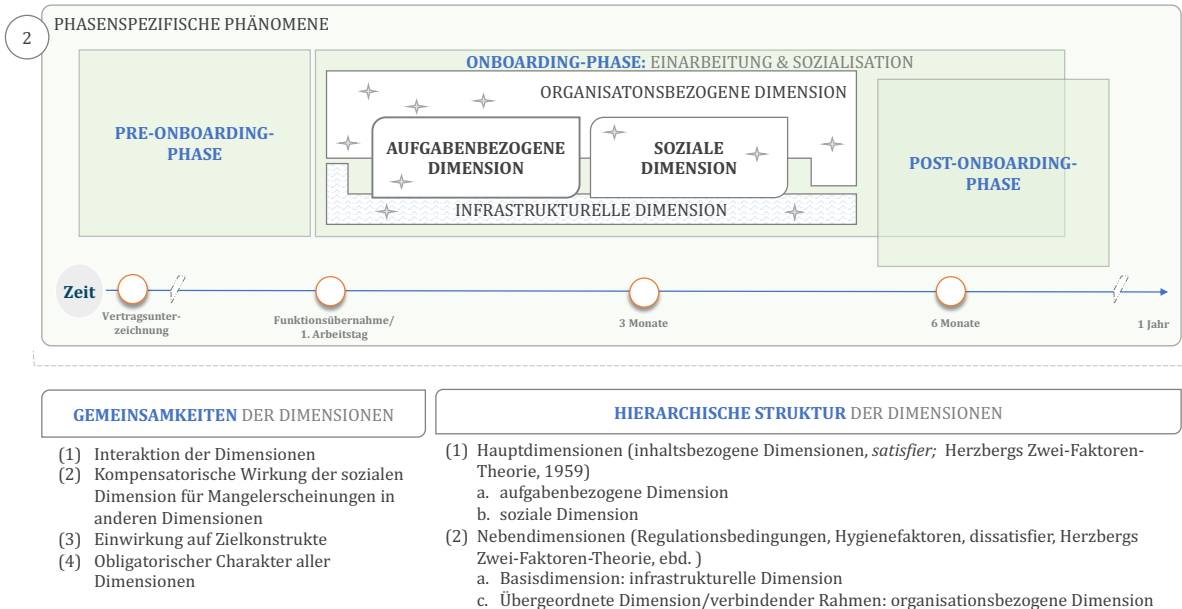 2
PHASENSPEZIFISCHE PHÄNOMENE
ONBOARDING-PHASE: EINARBEITUNG & SOZIALISATION
ORGANISATONSBEZOGENE DIMENSION
PRE-ONBOARDING-
PHASE
AUFGABENBEZOGENE
DIMENSION
SOZIALE
DIMENSION
POST-ONBOARDING-
PHASE
INFRASTRUKTURELLE DIMENSION
Zeit
Vertragsunter-
zeichnung
Funktionsübernahme/
1. Arbeitstag
3 Monate
6 Monate
1 Jahr
GEMEINSAMKEITEN DER DIMENSIONEN
(1) Interaktion der Dimensionen
(2) Kompensatorische Wirkung der sozialen
Dimension für Mangelerscheinungen in
anderen Dimensionen
(3) Einwirkung auf Zielkonstrukte
(4) Obligatorischer Charakter aller
Dimensionen
HIERARCHISCHE STRUKTUR DER DIMENSIONEN
(1) Hauptdimensionen (inhaltsbezogene Dimensionen, satisfier; Herzbergs Zwei-Faktoren-
Theorie, 1959)
a. aufgabenbezogene Dimension
b. soziale Dimension
(2) Nebendimensionen (Regulationsbedingungen, Hygienefaktoren, dissatisfier, Herzbergs
Zwei-Faktoren-Theorie, ebd. )
a. Basisdimension: infrastrukturelle Dimension
c. Übergeordnete Dimension/verbindender Rahmen: organisationsbezogene Dimension